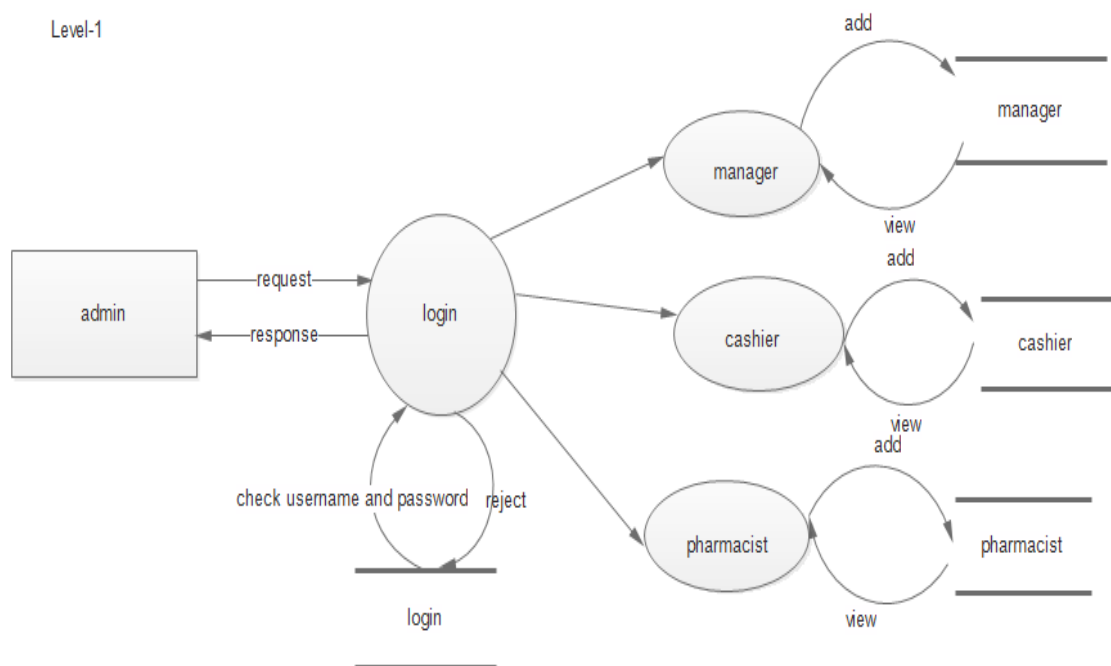 Level-1
add
manager
manager
view
add
admin
request
response
login
cashier
cashier
view
add
check username and password
reject
pharmacist
pharmacist
view
login